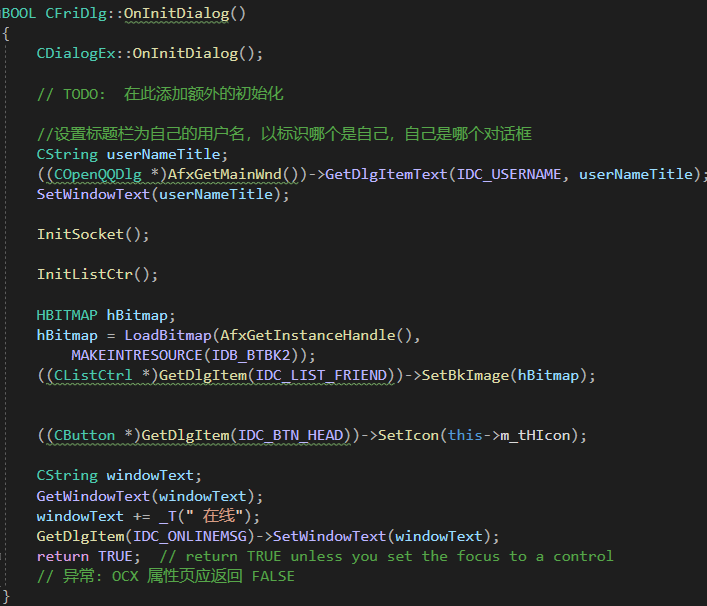 BOOL CFriDlg::OnInitDialog()
{
CDialogEx::OnInitDialog();
// TODO:  在此添加额外的初始化
//设置标题栏为自己的用户名，以标识哪个是自己，自己是哪个对话框
CString userNameTitle;
((COpenQQDlg *)AfxGetMainWnd())->GetDlgItemText(IDC_USERNAME, userNameTitle);
SetWindowText(userNameTitle);
InitSocket();
InitListCtr();
HBITMAP hBitmap;
hBitmap = LoadBitmap(AfxGetInstanceHandle(),
MAKEINTRESOURCE(IDB_BTBK2));
((CListCtrl *)GetDlgItem(IDC_LIST_FRIEND))->SetBkImage(hBitmap);
((CButton *)GetDlgItem(IDC_BTN_HEAD))->SetIcon(this->m_tHIcon);
CString windowText;
GetWindowText(windowText);
windowText += _T(" 在线");
GetDlgItem(IDC_ONLINEMSG)->SetWindowText(windowText);
return TRUE;  // return TRUE unless you set the focus to a control
// 异常: OCX 属性页应返回 FALSE
}